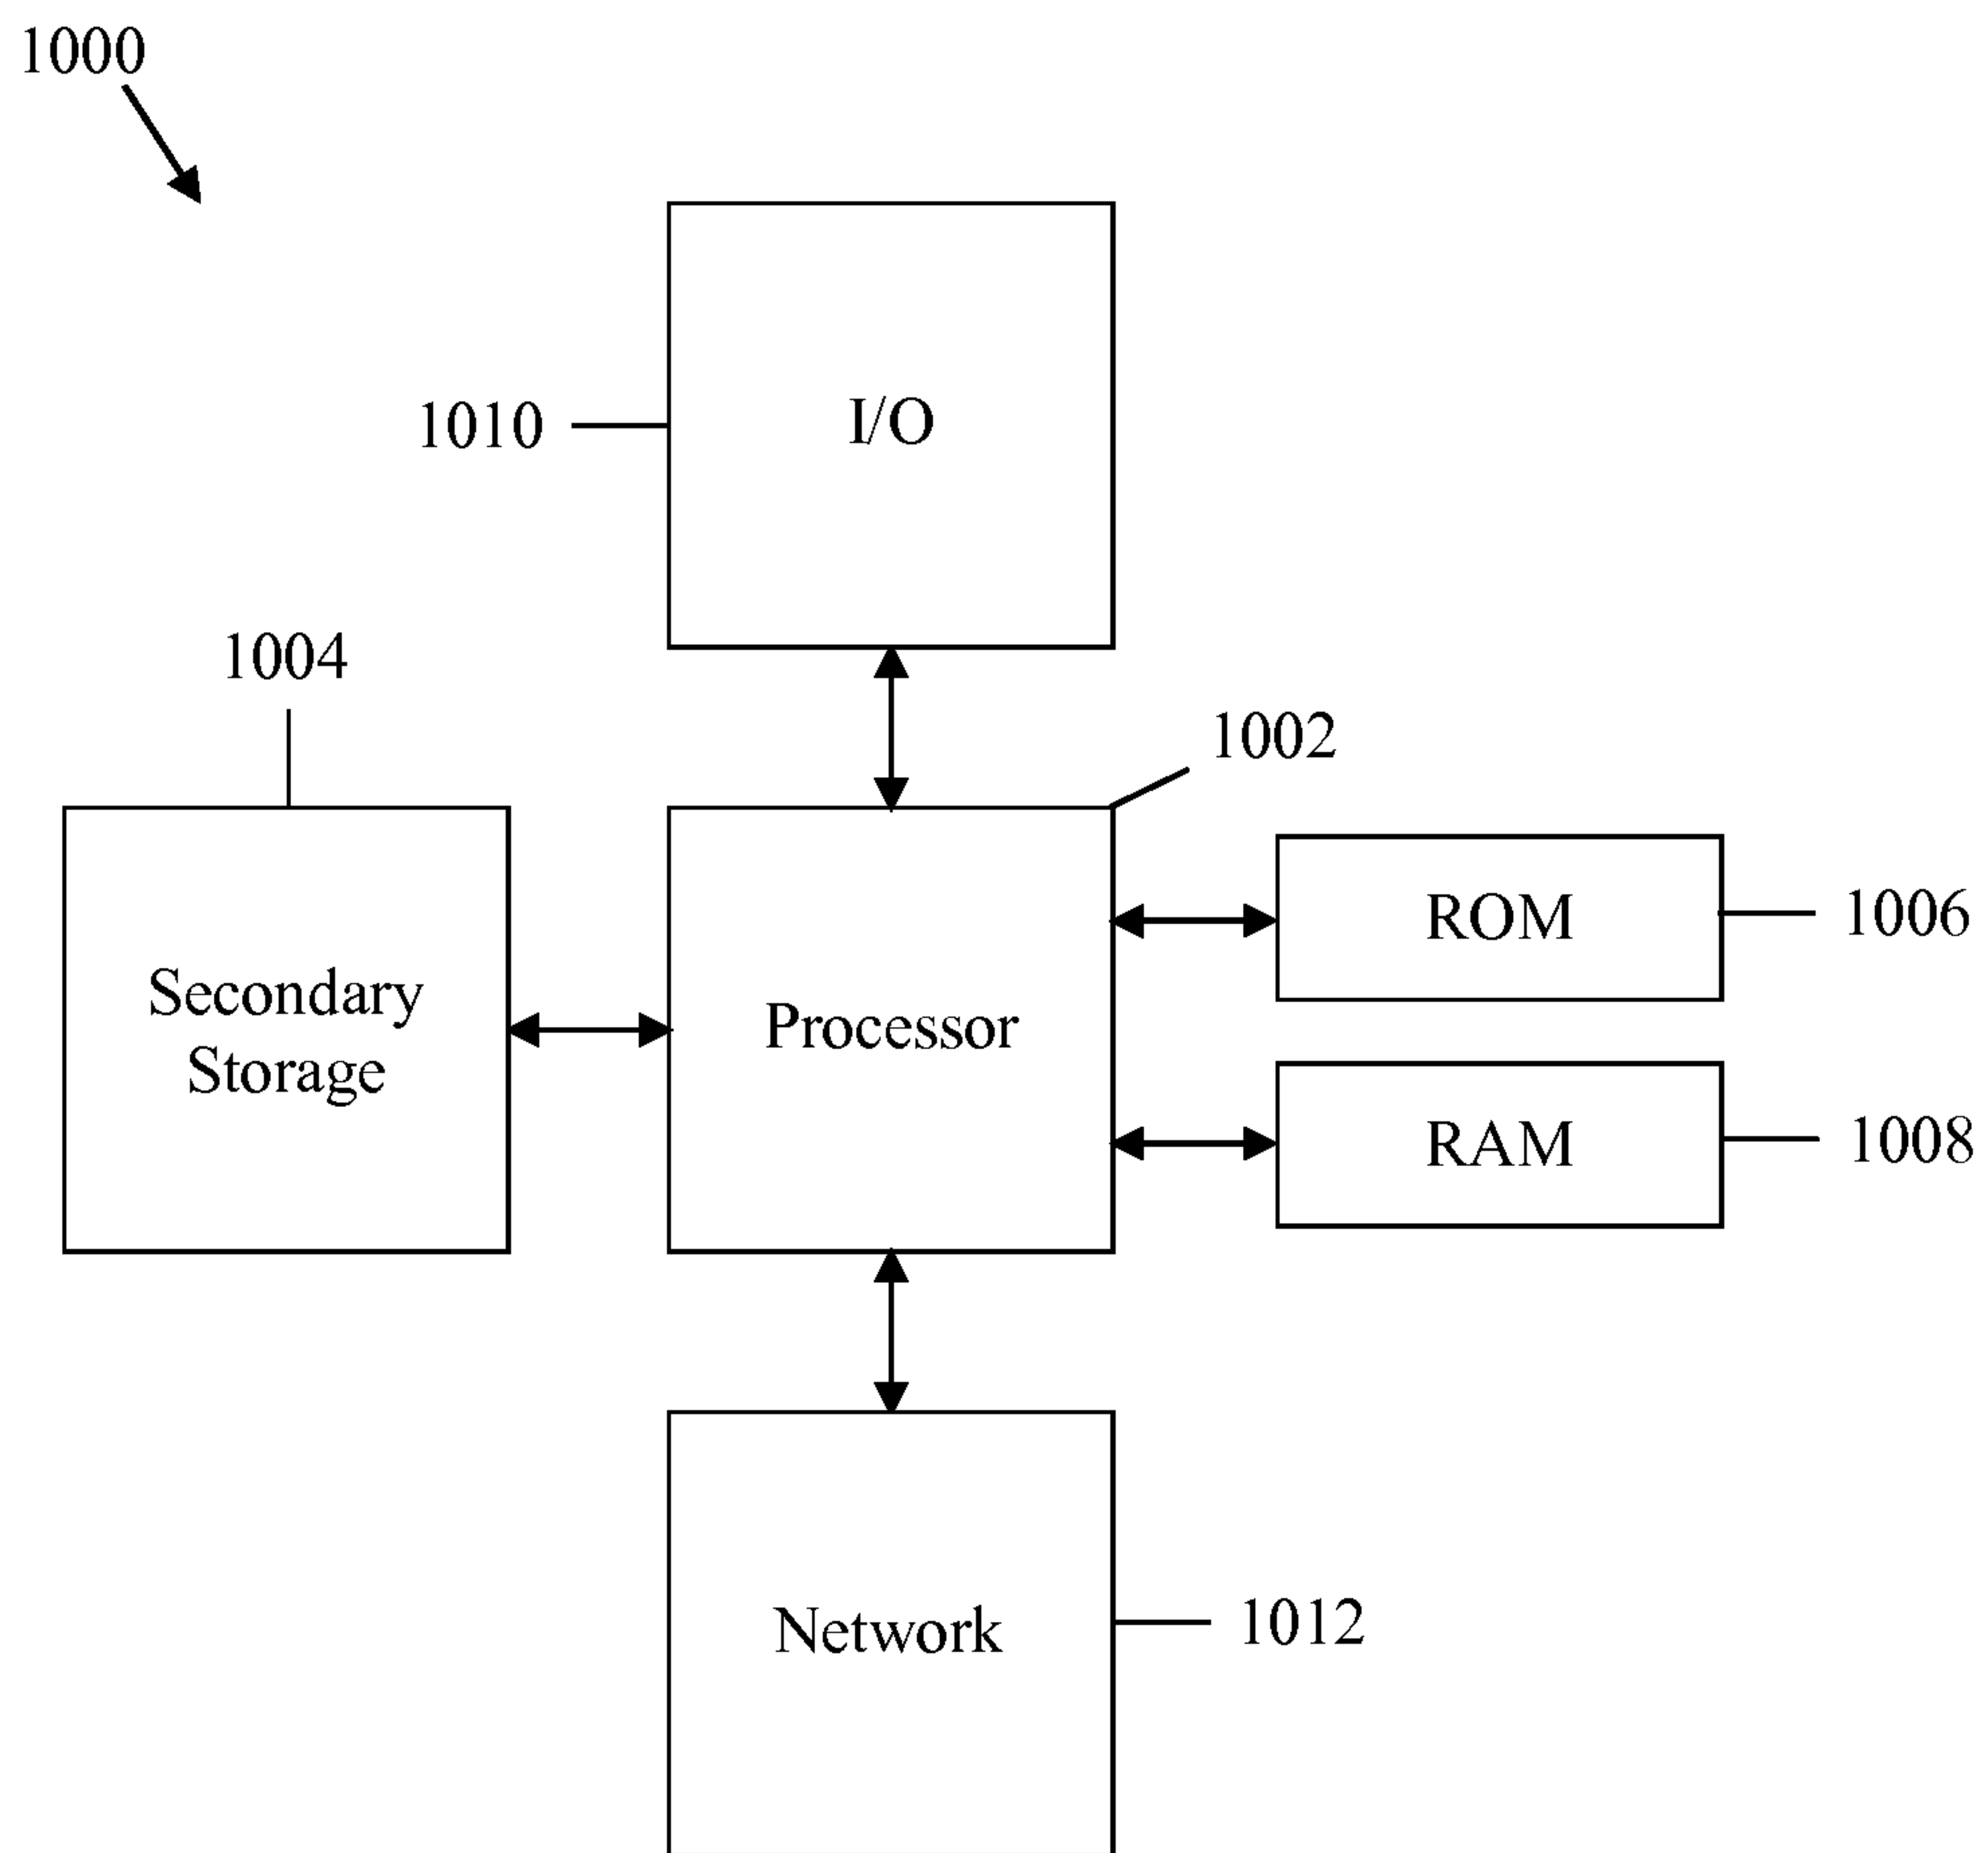 1000
I/O
1010
1004
1002
Secondary
Storage
Processor
ROM
1006
RAM
1008
Network
1012